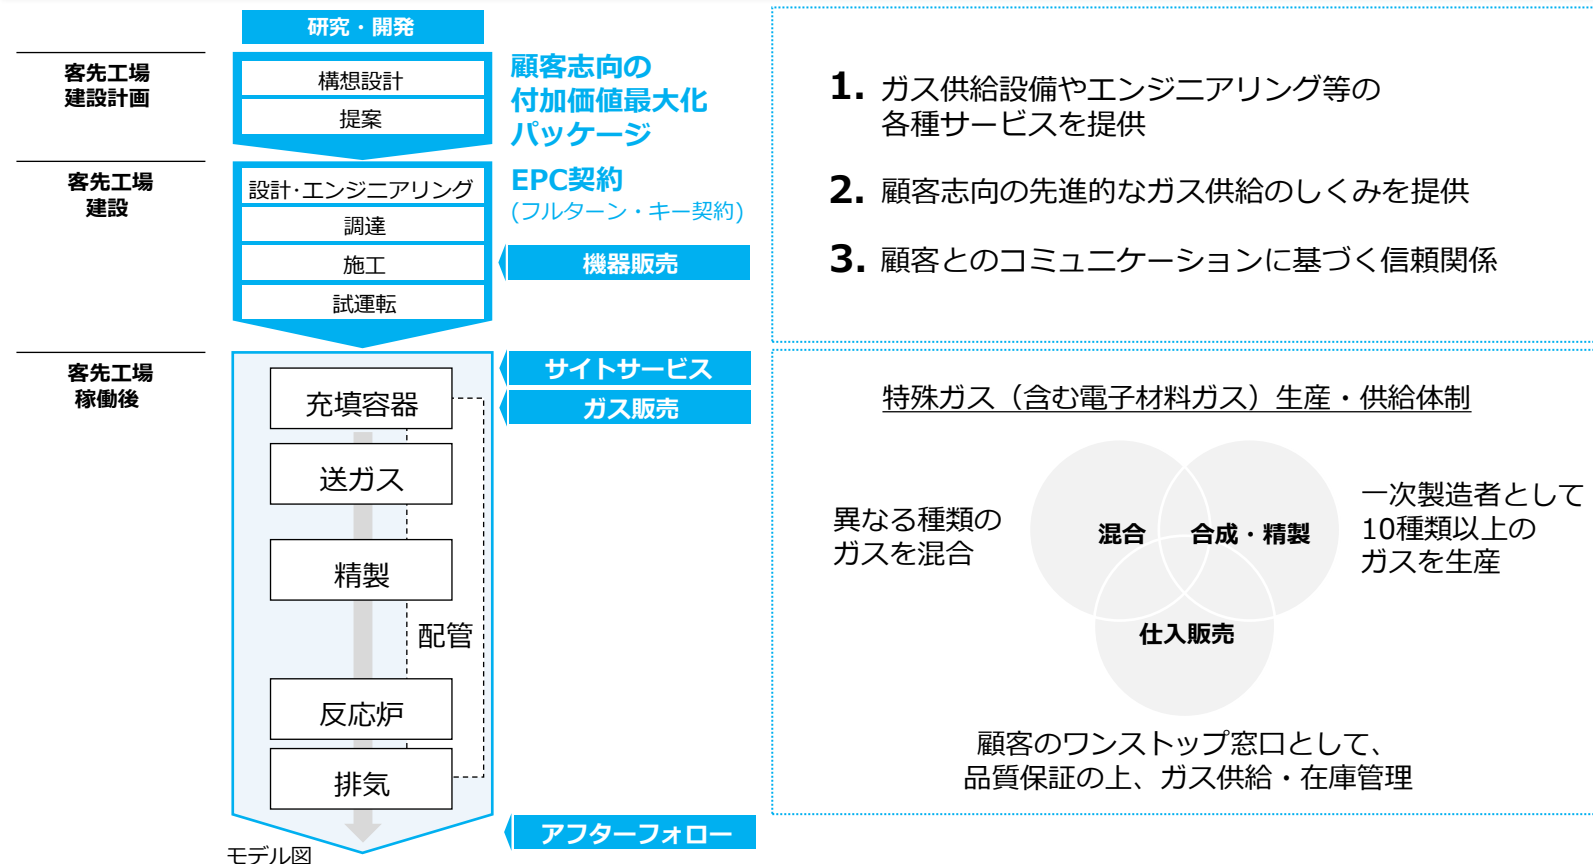 研究・開発
客先工場
建設計画
構想設計
提案
顧客志向の
付加価値最大化
パッケージ
客先工場
建設
設計･エンジニアリング
調達
施工
試運転
EPC契約
(フルターン・キー契約)
機器販売
客先工場
稼働後
充填容器
送ガス
精製
配管
反応炉
排気
サイトサービス
ガス販売
アフターフォロー
モデル図
1. ガス供給設備やエンジニアリング等の
各種サービスを提供
2. 顧客志向の先進的なガス供給のしくみを提供
3. 顧客とのコミュニケーションに基づく信頼関係
特殊ガス（含む電子材料ガス）生産・供給体制
異なる種類の
ガスを混合
混合
合成・精製
仕入販売
一次製造者として
10種類以上の
ガスを生産
顧客のワンストップ窓口として、
品質保証の上、ガス供給・在庫管理